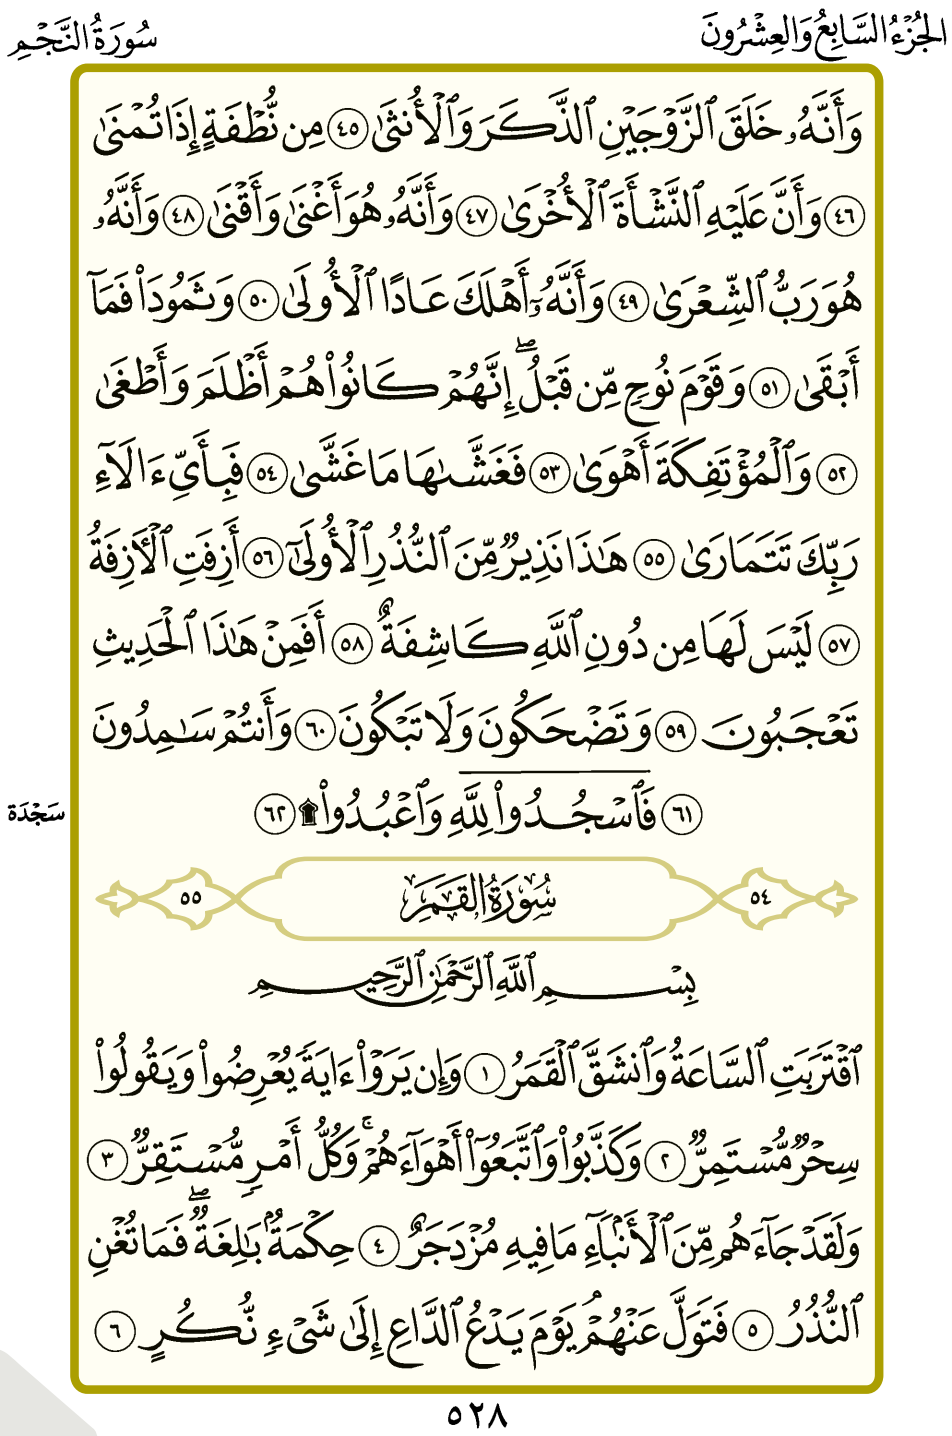 الجُزْءُ السَّابِعُ وَالعِشْرُونَ
سُورَةُ النَّجْمِ
وَأَنَّهُۥ خَلَقَ ٱلزَّوْجَيْنِ ٱلذَّكَرَ وَٱلْأُنثَىٰ ٤٥ مِن نُّطْفَةٍ إِذَا تُمْنَىٰ
٤٦ وَأَنَّ عَلَيْهِ ٱلنَّشْأَةَ ٱلْأُخْرَىٰ ٤٧ وَأَنَّهُۥ هُوَ أَغْنَىٰ وَأَقْنَىٰ ٤٨ وَأَنَّهُۥ
هُوَ رَبُّ ٱلشِّعْرَىٰ ٤٩ وَأَنَّهُۥٓ أَهْلَكَ عَادًا ٱلْأُولَىٰ ٥٠ وَثَمُودَا۟ فَمَآ
أَبْقَىٰ ٥١ وَقَوْمَ نُوحٍ مِّن قَبْلُ ۖ إِنَّهُمْ كَانُوا۟ هُمْ أَظْلَمَ وَأَطْغَىٰ
٥٢ وَٱلْمُؤْتَفِكَةَ أَهْوَىٰ ٥٣ فَغَشَّىٰهَا مَا غَشَّىٰ ٥٤ فَبِأَىِّ ءَالَآءِ
رَبِّكَ تَتَمَارَىٰ ٥٥ هَٰذَا نَذِيرٌ مِّنَ ٱلنُّذُرِ ٱلْأُولَىٰٓ ٥٦ أَزِفَتِ ٱلْـَٔازِفَةُ
٥٧ لَيْسَ لَهَا مِن دُونِ ٱللَّهِ كَاشِفَةٌ ٥٨ أَفَمِنْ هَٰذَا ٱلْحَدِيثِ
تَعْجَبُونَ ٥٩ وَتَضْحَكُونَ وَلَا تَبْكُونَ ٦٠ وَأَنتُمْ سَٰمِدُونَ
٦١ فَٱسْجُدُوا۟ لِلَّهِ وَٱعْبُدُوا۟ ۩ ٦٢
سَجْدَة
٥٤ سُورَةُ القَمَرِ ٥٥
بِسْمِ ٱللَّهِ ٱلرَّحْمَٰنِ ٱلرَّحِيمِ
ٱقْتَرَبَتِ ٱلسَّاعَةُ وَٱنشَقَّ ٱلْقَمَرُ ١ وَإِن يَرَوْا۟ ءَايَةً يُعْرِضُوا۟ وَيَقُولُوا۟
سِحْرٌ مُّسْتَمِرٌّ ٢ وَكَذَّبُوا۟ وَٱتَّبَعُوٓا۟ أَهْوَآءَهُمْ ۚ وَكُلُّ أَمْرٍ مُّسْتَقِرٌّ ٣
وَلَقَدْ جَآءَهُم مِّنَ ٱلْأَنۢبَآءِ مَا فِيهِ مُزْدَجَرٌ ٤ حِكْمَةٌۢ بَٰلِغَةٌ ۖ فَمَا تُغْنِ
ٱلنُّذُرُ ٥ فَتَوَلَّ عَنْهُمْ ۘ يَوْمَ يَدْعُ ٱلدَّاعِ إِلَىٰ شَىْءٍ نُّكُرٍ ٦
٥٢٨